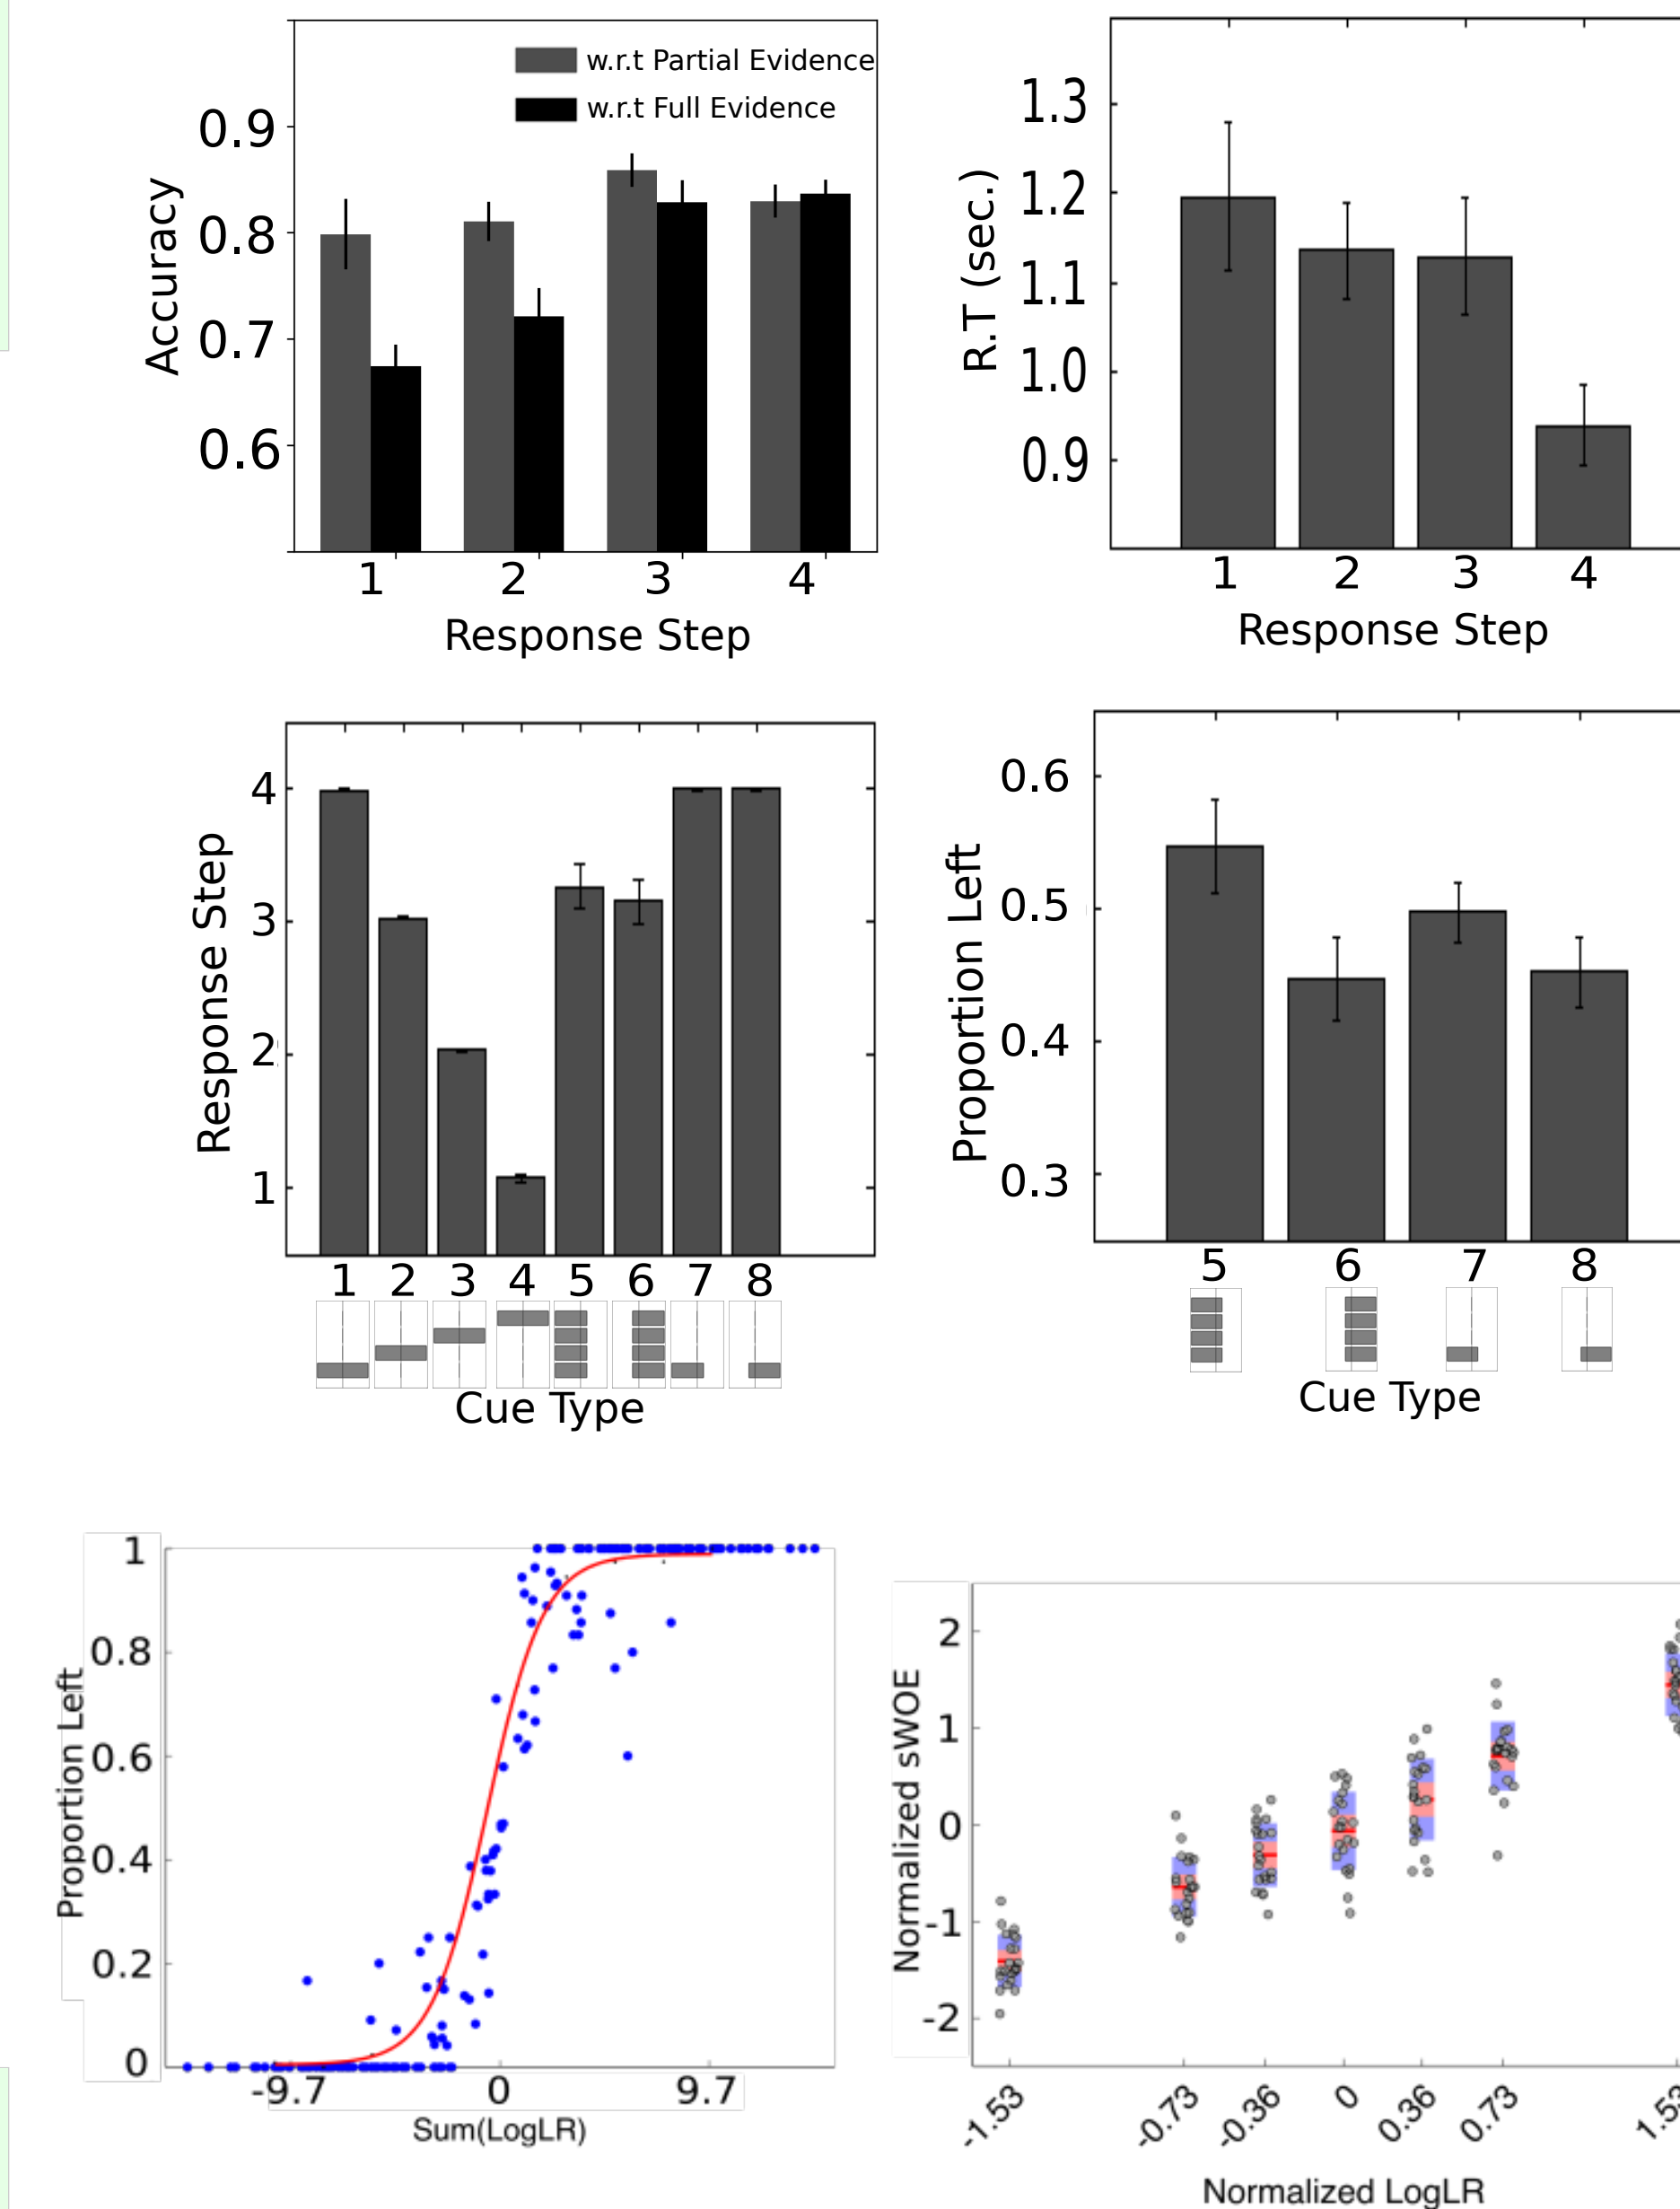 w.r.t Partial Evidence
w.r.t Full Evidence
0.9
0.8
0.7
0.6
Accuracy
1 2 3 4
Response Step
1.3
1.2
1.1
1.0
0.9
R.T (sec.)
1 2 3 4
Response Step
4
3
2
1
Response Step
1 2 3 4 5 6 7 8
Cue Type
0.6
0.5
0.4
0.3
Proportion Left
5 6 7 8
Cue Type
1
0.8
0.6
0.4
0.2
0
Proportion Left
-9.7 0 9.7
Sum(LogLR)
2
1
0
-1
-2
Normalized sWOE
-1.53 -0.73 -0.36 0 0.36 0.73
Normalized LogLR